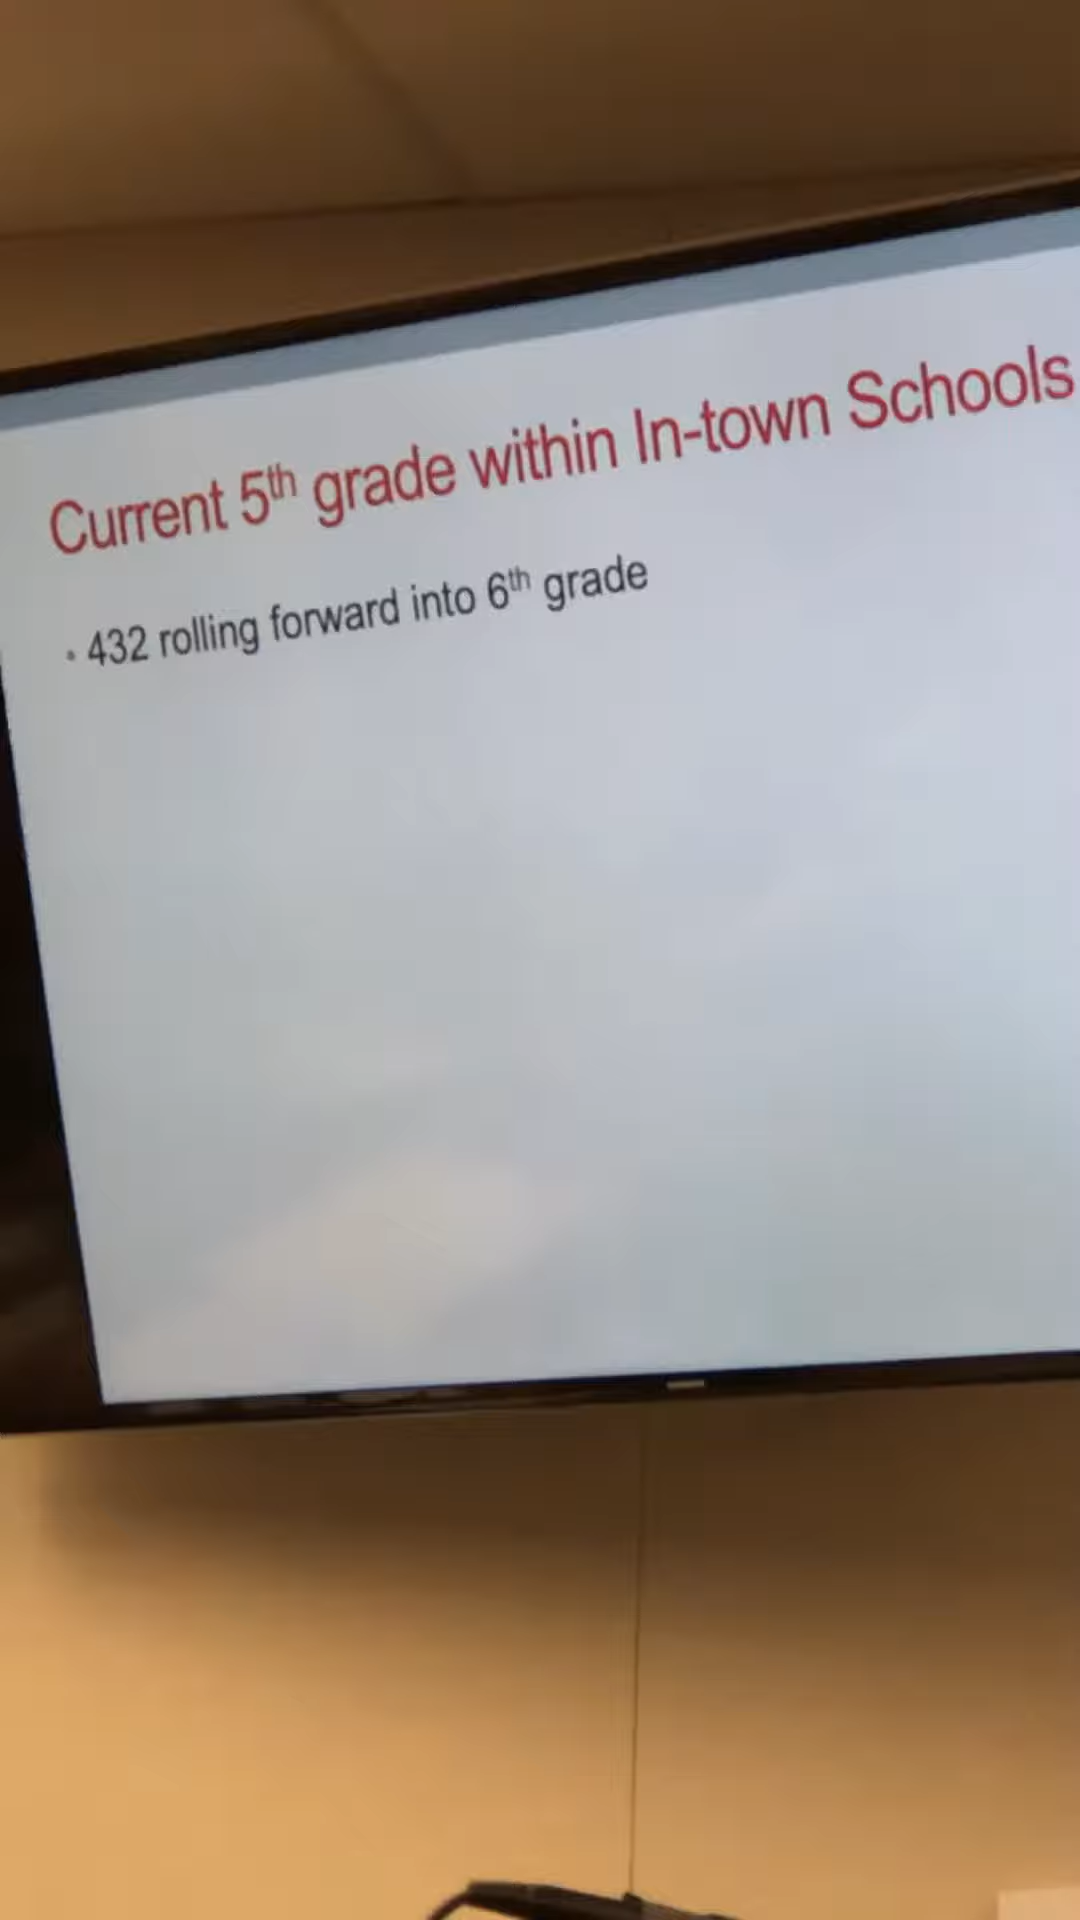 Current 5th grade within In-town Schools
• 432 rolling forward into 6th grade